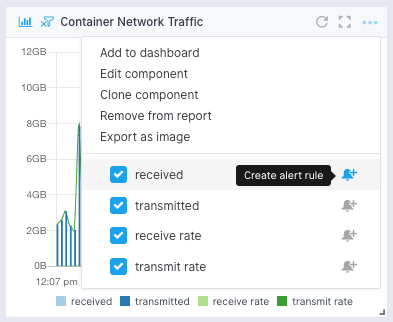 Container Network Traffic
12GB
10GB
8GB
6GB
4GB
2GB
0B
12:07 pm
Add to dashboard
Edit component
Clone component
Remove from report
Export as image
received
Create alert rule
transmitted
receive rate
transmit rate
received transmitted receive rate transmit rate